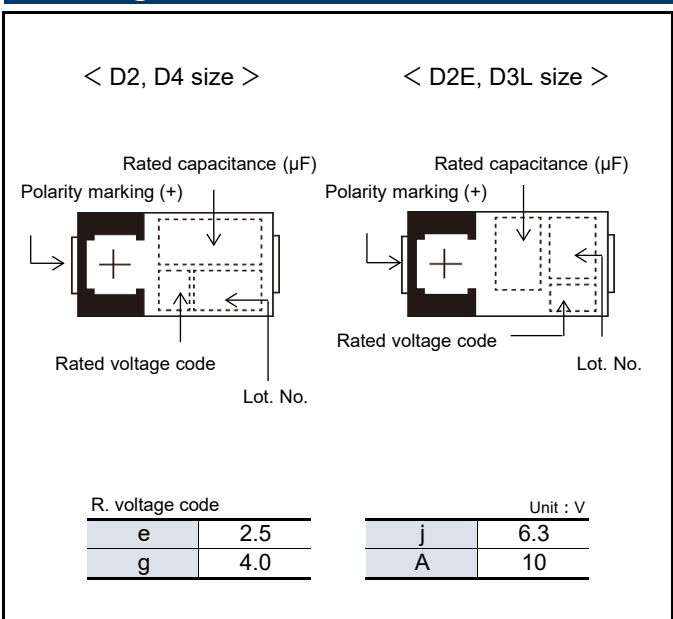 < D2, D4 size >
< D2E, D3L size >
Rated capacitance (µF)
Polarity marking (+)
Rated voltage code
Lot. No.
Rated capacitance (µF)
Polarity marking (+)
Rated voltage code
Lot. No.
R. voltage code
Unit : V
e 2.5 j 6.3
g 4.0 A 10